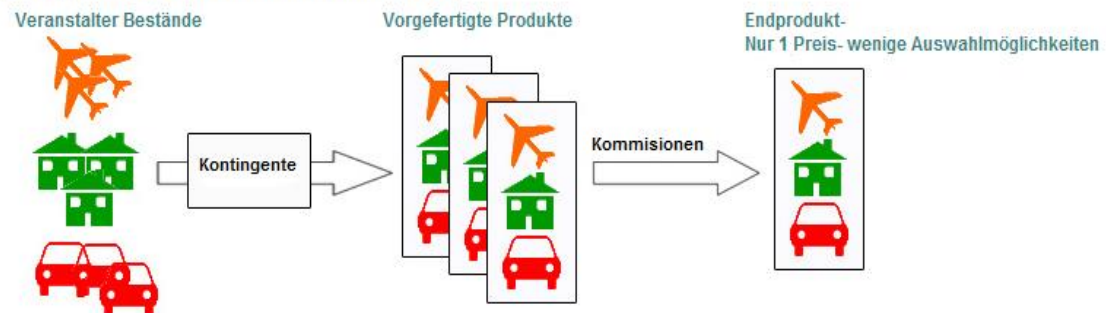 Veranstalter Bestände
Vorgefertigte Produkte
Endprodukt-
Nur 1 Preis- wenige Auswahlmöglichkeiten
Kontingente
Kommisionen